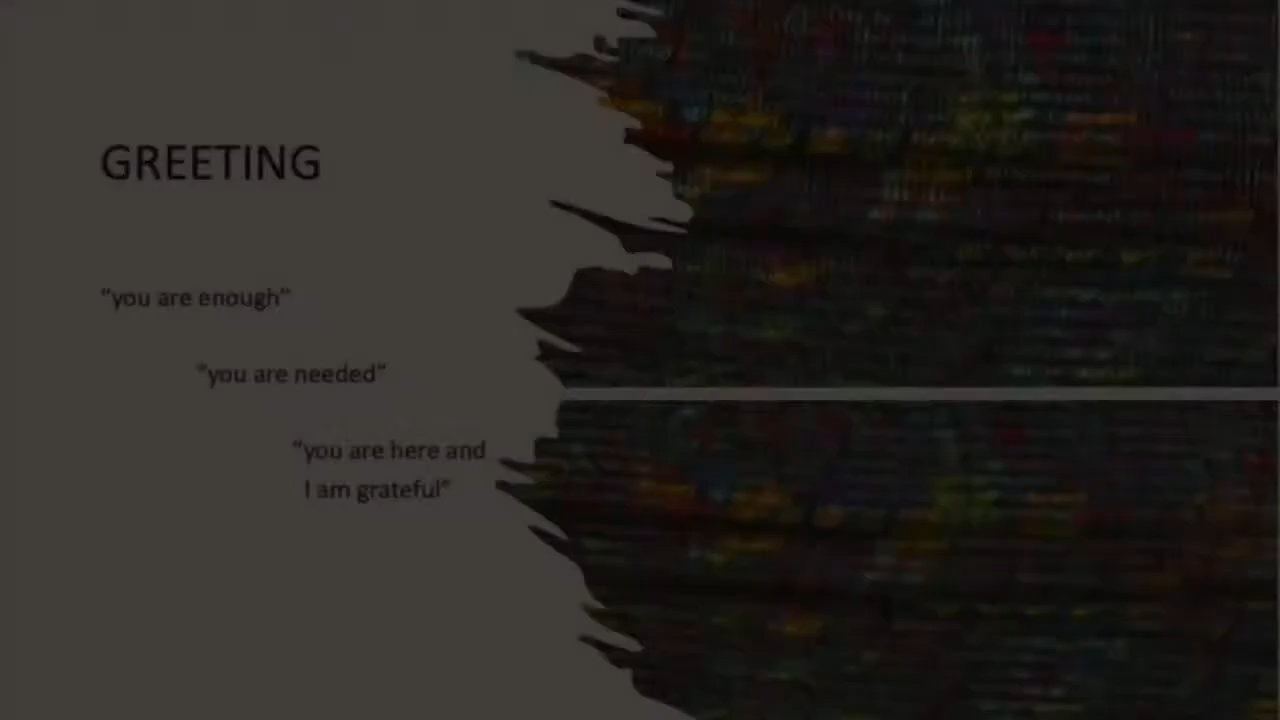 GREETING
“you are enough”
“you are needed”
“you are here and
I am grateful”